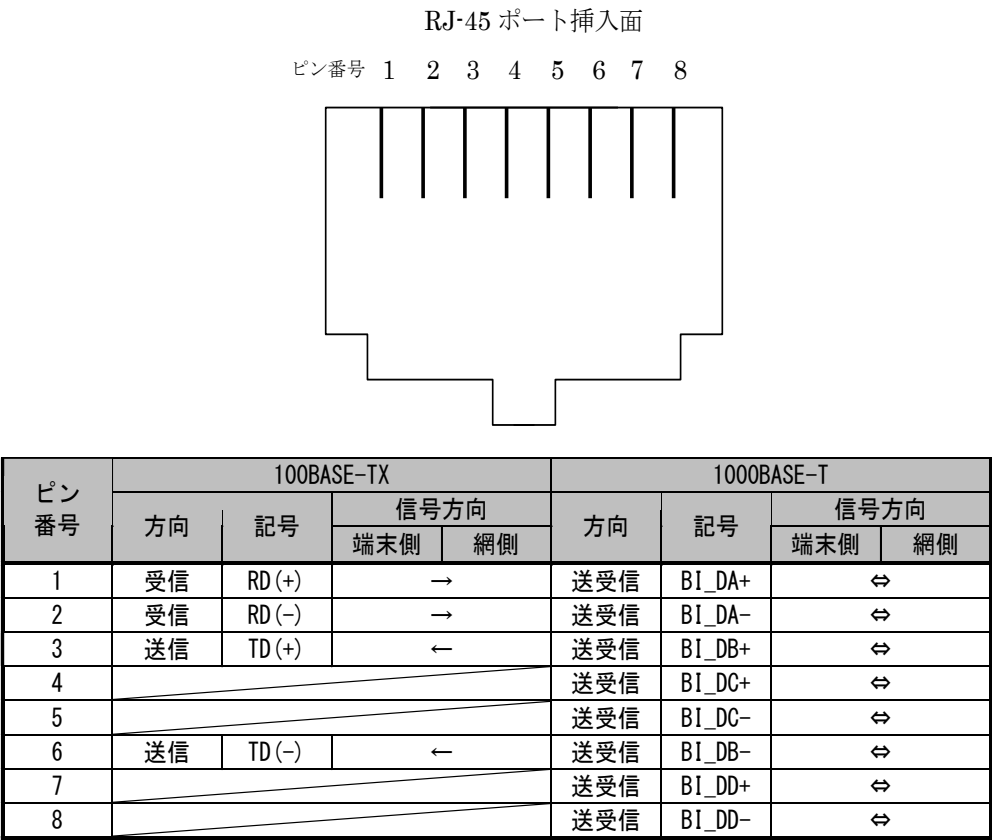 RJ-45 ポート挿入面
ピン番号 1 2 3 4 5 6 7 8
ピン番号 100BASE-TX 1000BASE-T
方向 記号 信号方向 方向 記号 信号方向
端末側 網側 端末側 網側
1 受信 RD(+) → 送受信 BI_DA+ ⇔
2 受信 RD(-) → 送受信 BI_DA- ⇔
3 送信 TD(+) ← 送受信 BI_DB+ ⇔
4 送受信 BI_DC+ ⇔
5 送受信 BI_DC- ⇔
6 送信 TD(-) ← 送受信 BI_DB- ⇔
7 送受信 BI_DD+ ⇔
8 送受信 BI_DD- ⇔